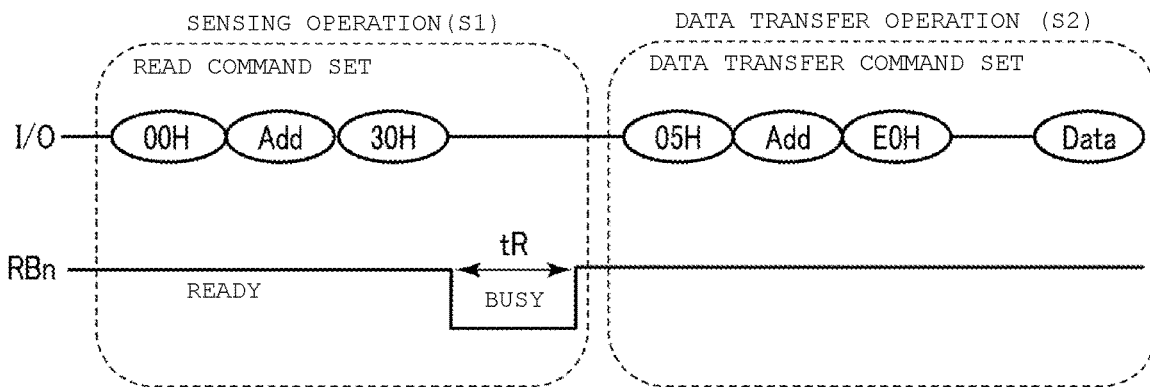 SENSING OPERATION(S1)
DATA TRANSFER OPERATION (S2)
READ COMMAND SET
DATA TRANSFER COMMAND SET
I/O
00H
Add
30H
05H
Add
E0H
Data
tR
RBn
READY
BUSY